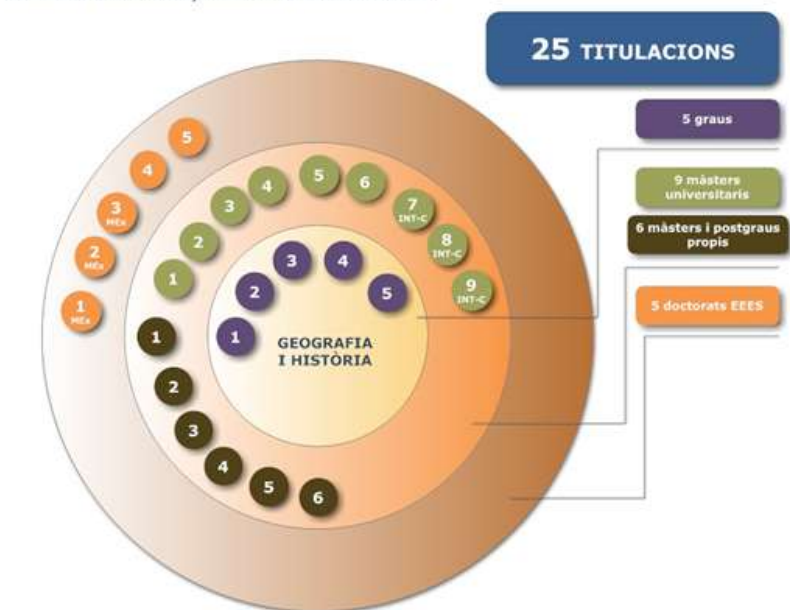 25 TITULACIONS
5 graus
9 màsters
universitaris
6 màsters i postgraus
propis
5 doctorats EEES
5
4
3
MEx
2
MEx
1
MEx
1
2
3
4
5
6
7
INT-C
8
INT-C
9
INT-C
1
2
3
4
5
GEOGRAFIA
I HISTÒRIA
1
2
3
4
5
6